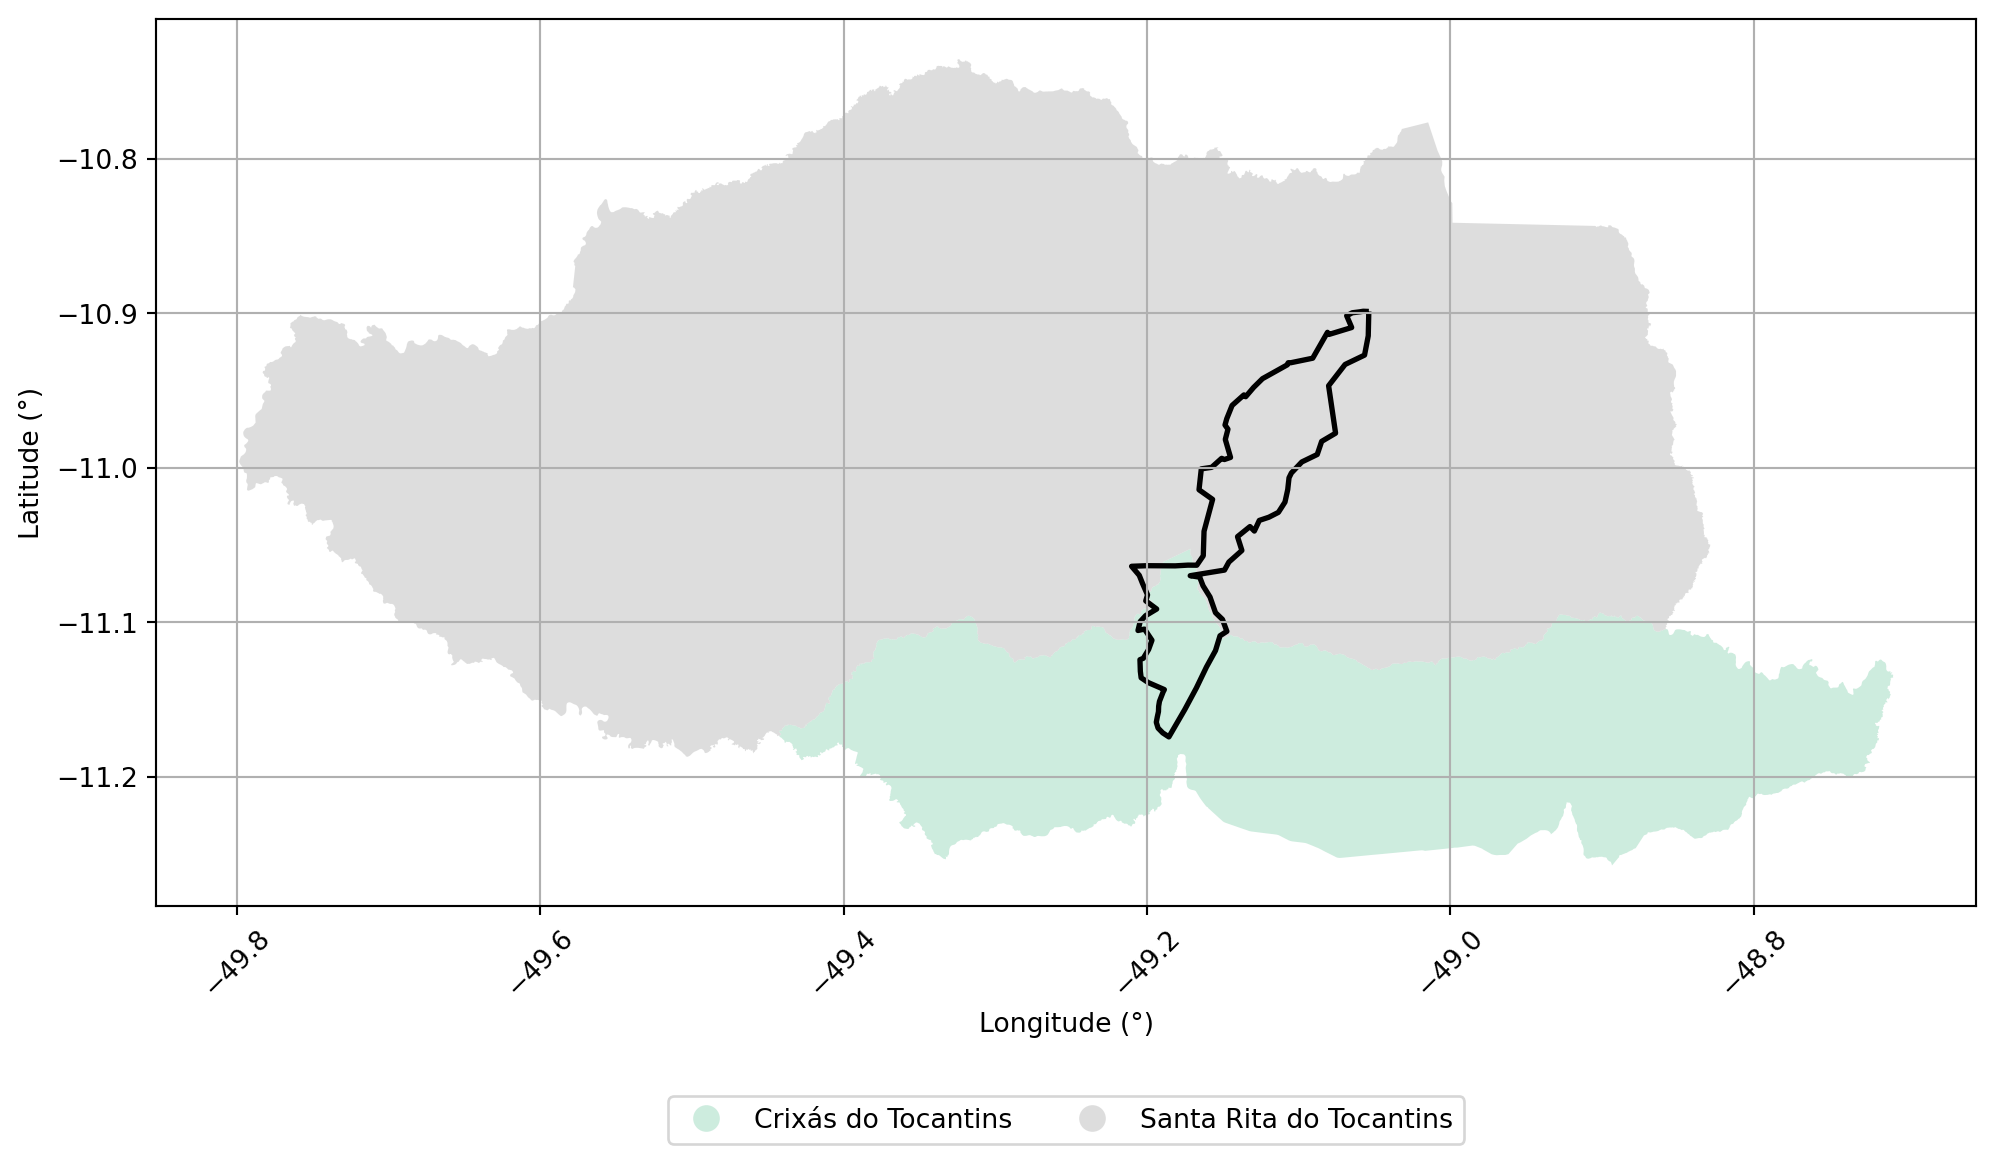 −10.8
−10.9
−11.0
−11.1
−11.2
Latitude (°)
−49.8
−49.6
−49.4
−49.2
−49.0
−48.8
Longitude (°)
Crixás do Tocantins
Santa Rita do Tocantins